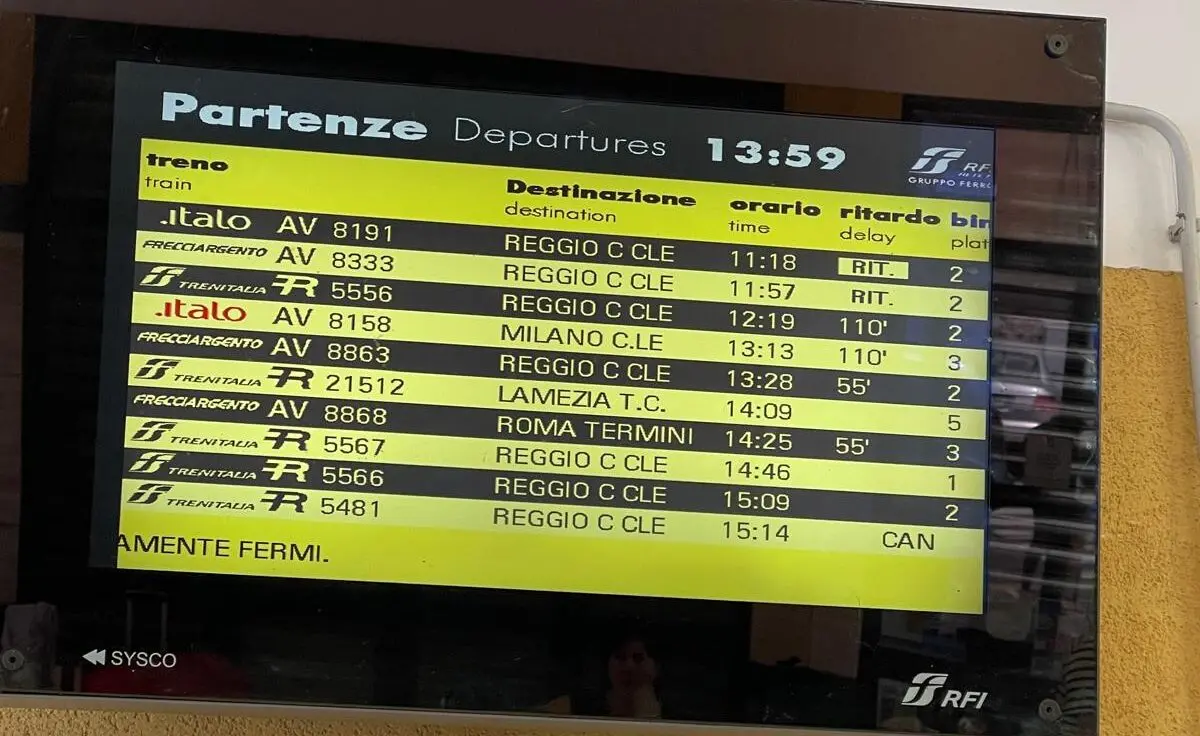 Partenze Departures 13:59
RFI
GRUPPO FERRO
treno Destinazione orario ritardo bin
train destination time delay plat
.italo AV 8191 REGGIO C CLE 11:18 RIT. 2
FRECCIARGENTO AV 8333 REGGIO C CLE 11:57 RIT. 2
TRENITALIA R 5556 REGGIO C CLE 12:19 110' 2
.italo AV 8158 MILANO C.LE 13:13 110' 3
FRECCIARGENTO AV 8863 REGGIO C CLE 13:28 55' 2
TRENITALIA R 21512 LAMEZIA T.C. 14:09 5
FRECCIARGENTO AV 8868 ROMA TERMINI 14:25 55' 3
TRENITALIA R 5567 REGGIO C CLE 14:46 1
TRENITALIA R 5566 REGGIO C CLE 15:09 2
TRENITALIA R 5481 REGGIO C CLE 15:14 CAN
AMENTE FERMI.
SYSCO
RFI